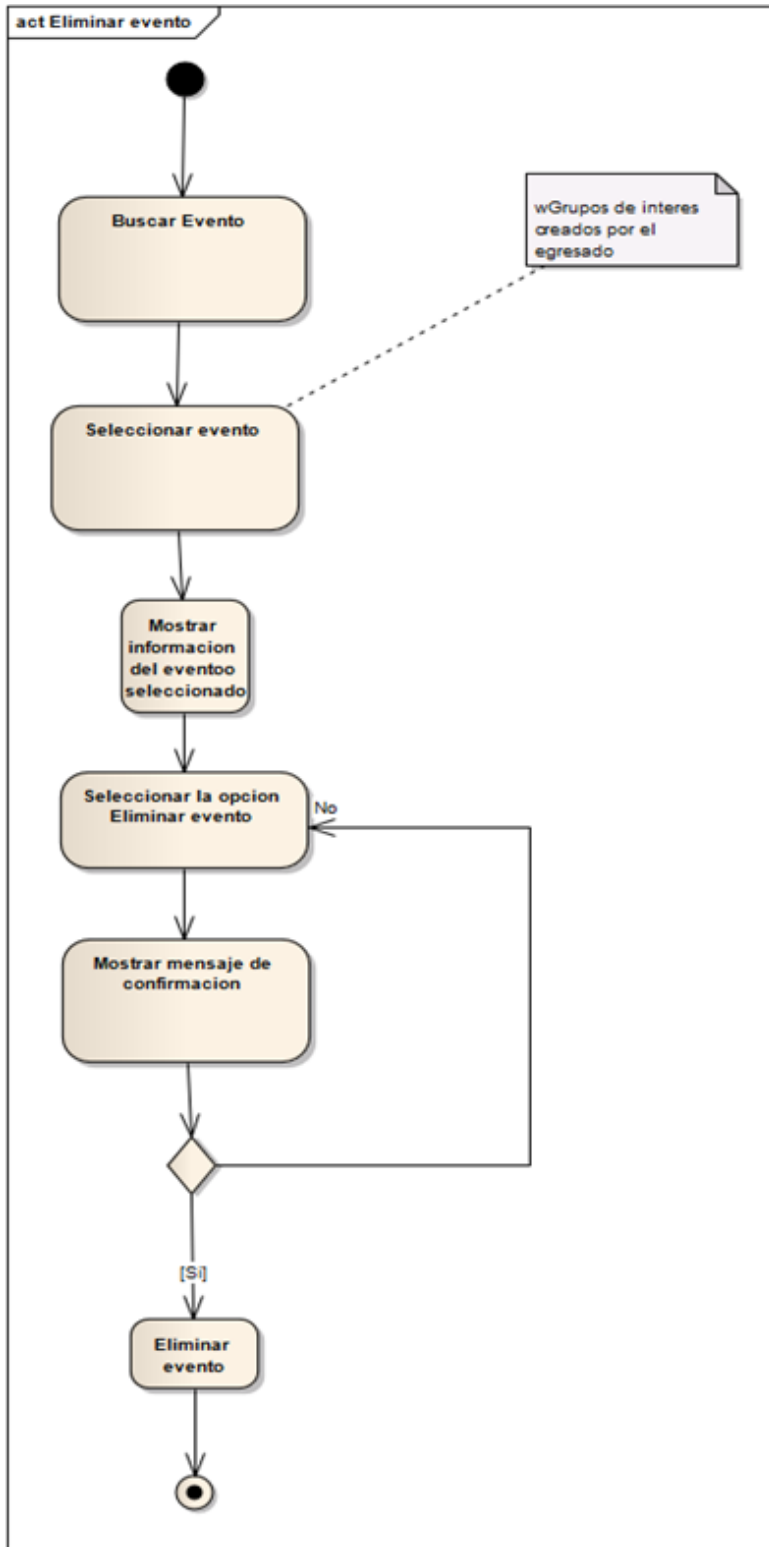 act Eliminar evento
Buscar Evento
wGrupos de interes
creados por el
egresado
Seleccionar evento
Mostrar
informacion
del eventoo
seleccionado
Seleccionar la opcion
Eliminar evento
No
Mostrar mensaje de
confirmacion
[Si]
Eliminar
evento